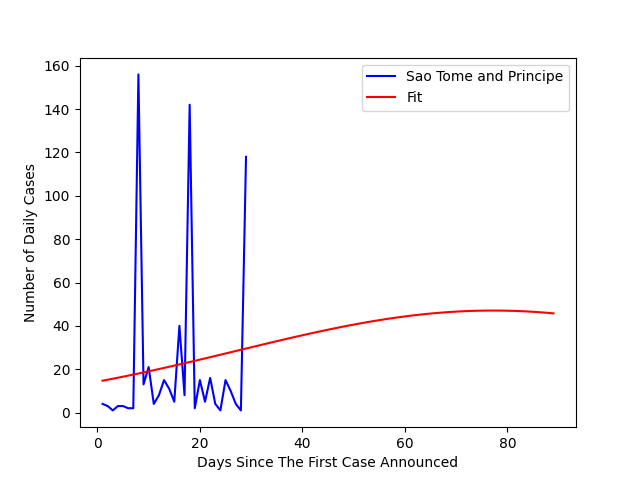 Sao Tome and Principe
Fit
160
140
120
100
80
60
40
20
0
Number of Daily Cases
0 20 40 60 80
Days Since The First Case Announced